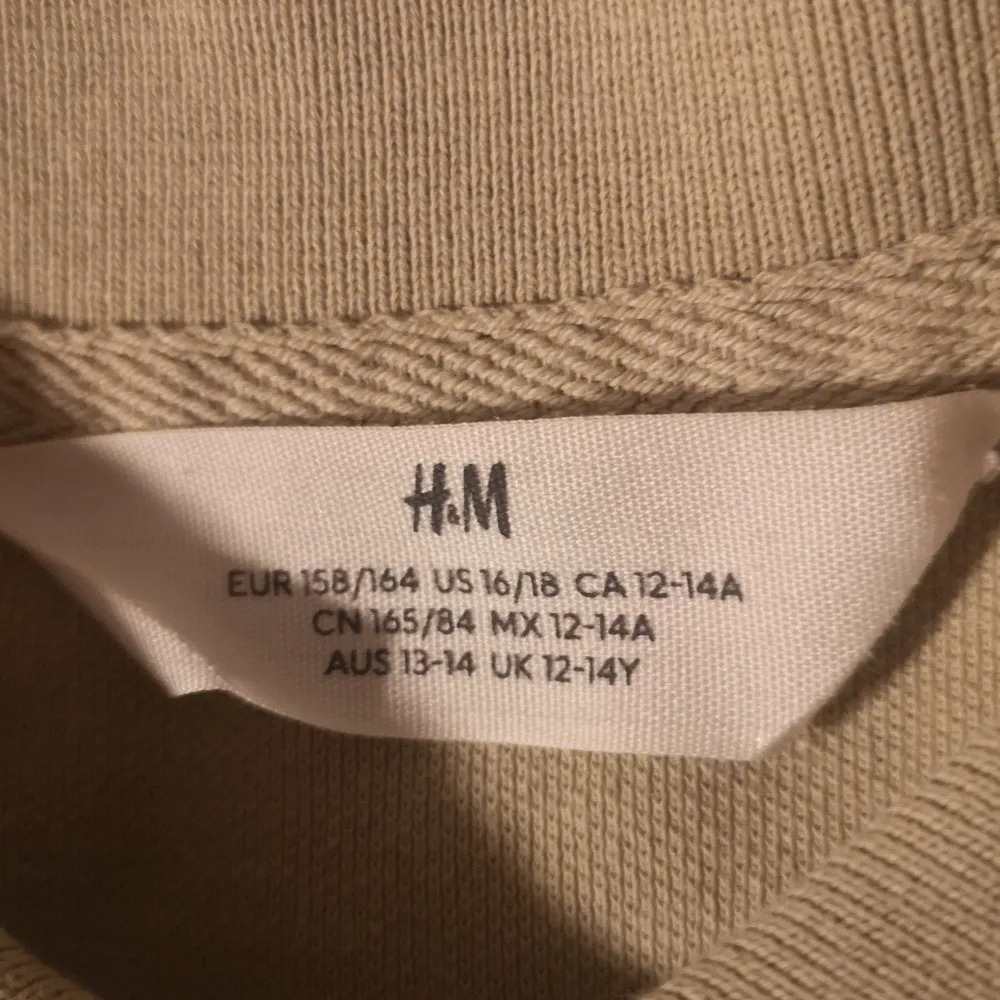 H&M
EUR 158/164 US 16/18 CA 12-14A
CN 165/84 MX 12-14A
AUS 13-14 UK 12-14Y